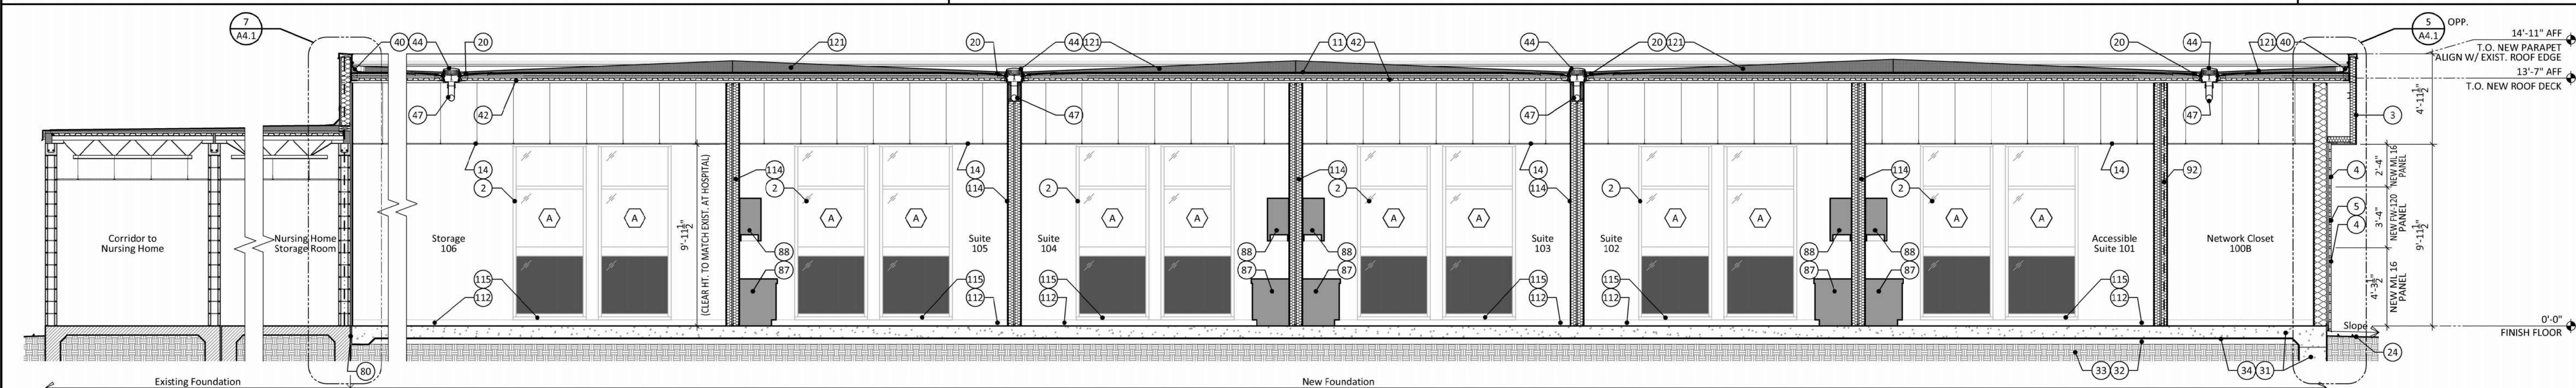 7
A4.1
40 44 20 121 20 44 121 11 42 44 20 121 20 44 121 40
5 OPP.
A4.1
14'-11" AFF
T.O. NEW PARAPET
ALIGN W/ EXIST. ROOF EDGE
13'-7" AFF
T.O. NEW ROOF DECK
4'-11 1/2"
47 42 47 47 47 3
14 14 14 14
2 114 2 114 2 114 2 114 2 114 2 92 4
(CLEAR HT. TO MATCH EXIST. AT HOSPITAL)
9'-11 1/2"
2'-4"
NEW ML 16
PANEL
3'-4"
NEW FW-120
PANEL
9'-11 1/2"
4'-3 1/2"
NEW ML 16
PANEL
5
4
A A A A A A A A A A A A
Corridor to
Nursing Home
Nursing Home
Storage Room
Storage
106
Suite
105
Suite
104
Suite
103
Suite
102
Accessible
Suite 101
Network Closet
100B
88 88 88 88 88
87 87 87 87 87
115 115 115 115 115 115
112 112 112 112 112 112
0'-0"
FINISH FLOOR
Slope
24
80
33 32 34 31
Existing Foundation
New Foundation